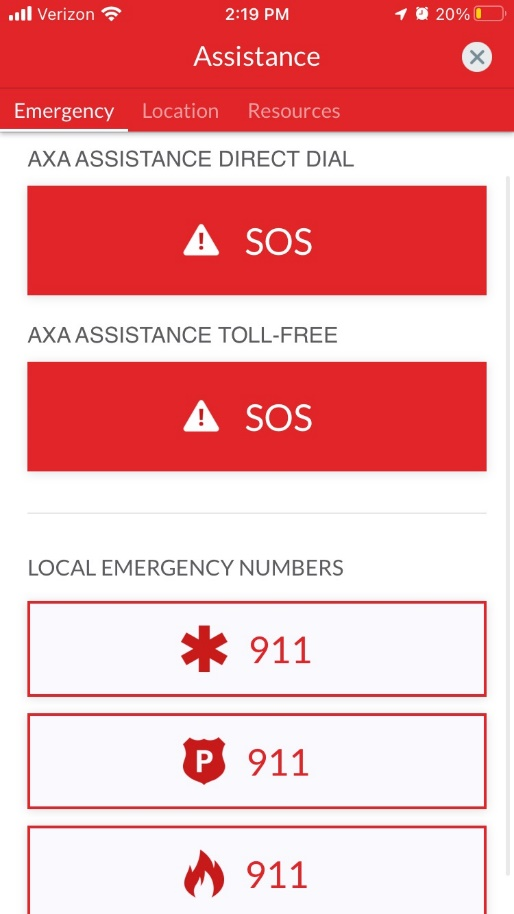 Verizon 2:19 PM 20%
Assistance
Emergency Location Resources
AXA ASSISTANCE DIRECT DIAL
SOS
AXA ASSISTANCE TOLL-FREE
SOS
LOCAL EMERGENCY NUMBERS
911
P 911
911